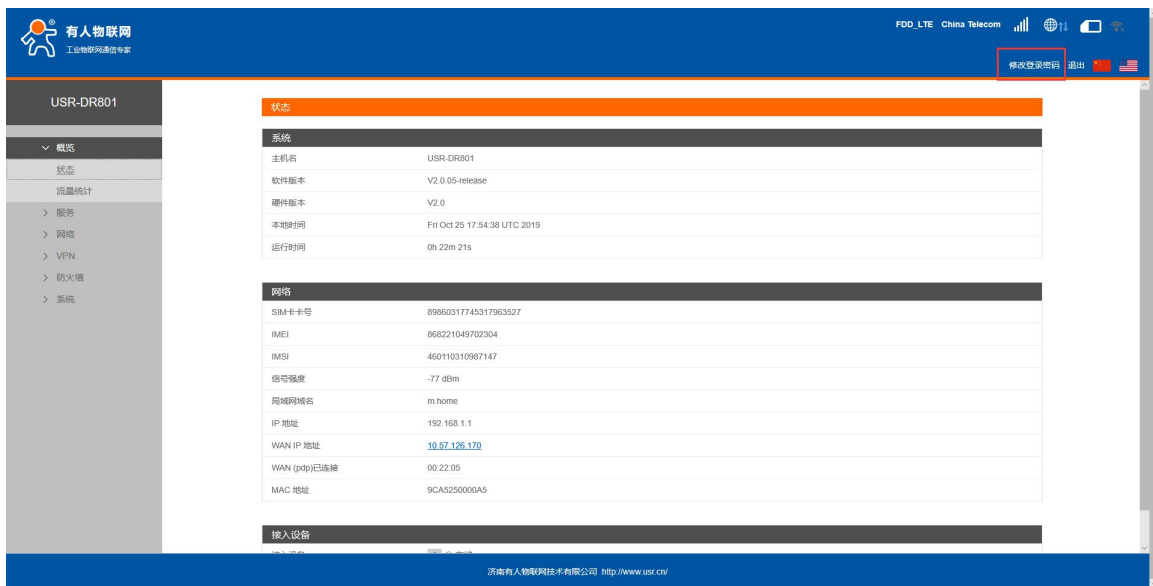 有人物联网
工业物联网通信专家
FDD_LTE China Telecom
修改登录密码 退出
USR-DR801
概览
状态
流量统计
服务
网络
VPN
防火墙
系统
状态
系统
主机名 USR-DR801
软件版本 V2.0.05-release
硬件版本 V2.0
本地时间 Fri Oct 25 17:54:38 UTC 2019
运行时间 0h 22m 21s
网络
SIM卡卡号 89860317745317963527
IMEI 868221049702304
IMSI 460110310987147
信号强度 -77 dBm
局域网域名 m.home
IP 地址 192.168.1.1
WAN IP 地址 10.57.126.170
WAN (pdp)已连接 00:22:05
MAC 地址 9CA5250000A5
接入设备
济南有人物联网技术有限公司 http://www.usr.cn/